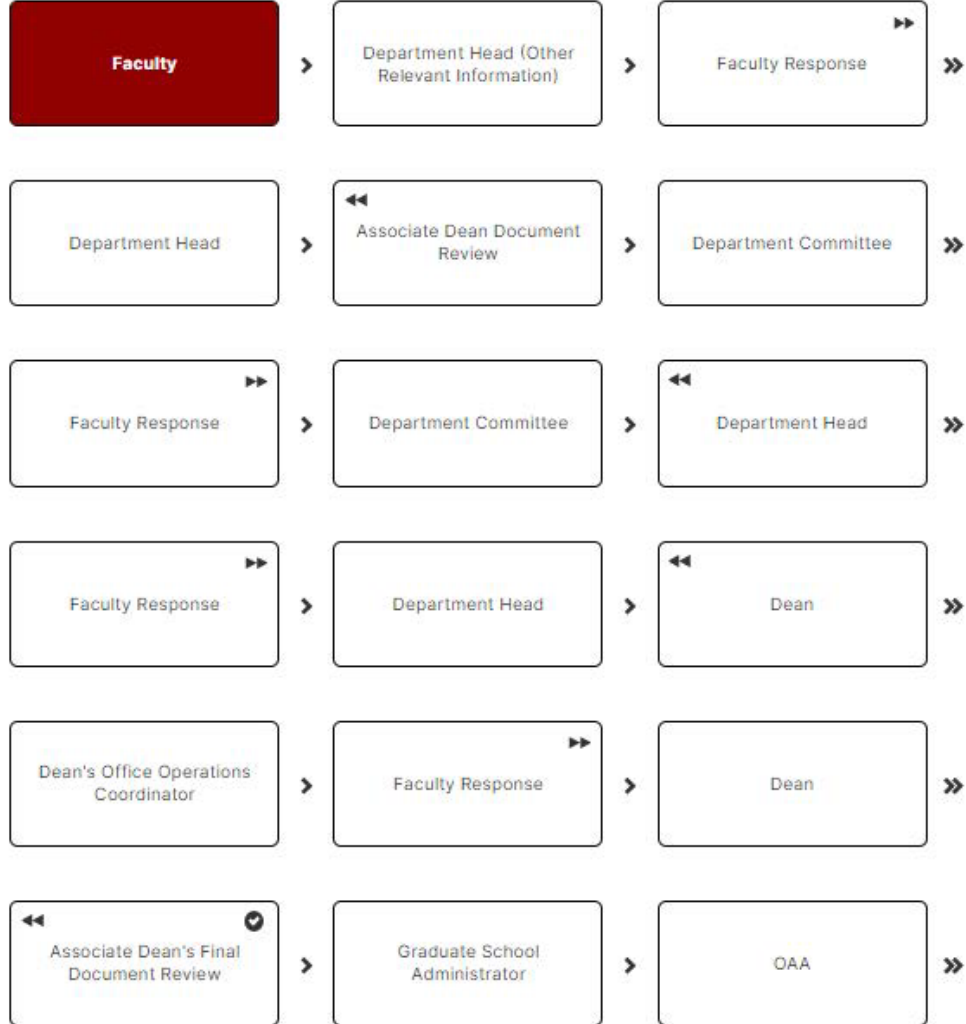 Faculty
Department Head (Other
Relevant Information)
Faculty Response
Department Head
Associate Dean Document
Review
Department Committee
Faculty Response
Department Committee
Department Head
Faculty Response
Department Head
Dean
Dean's Office Operations
Coordinator
Faculty Response
Dean
Associate Dean's Final
Document Review
Graduate School
Administrator
OAA